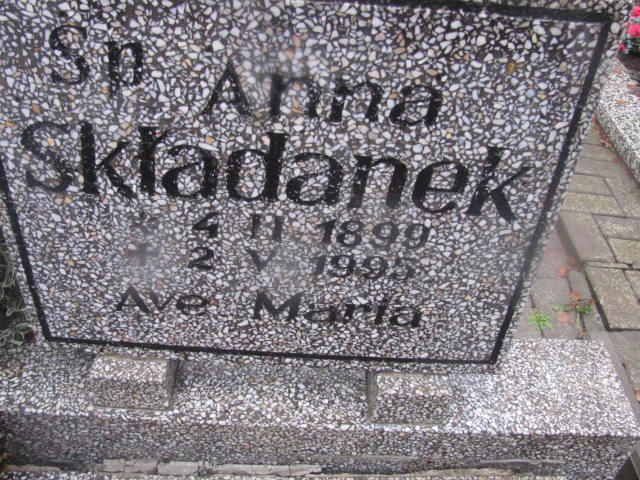 Sp
Anna
Składanek
* 4 II 1899
+ 2 V 1995
Ave Maria